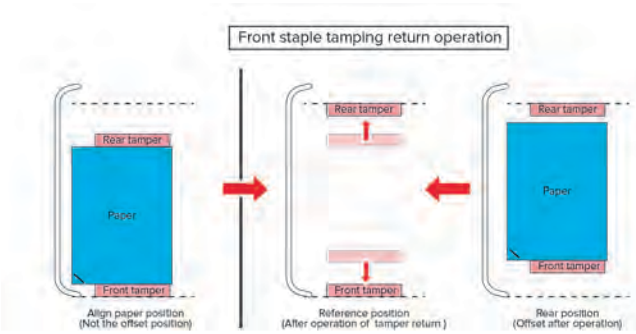 Front staple tamping return operation
Rear tamper
Paper
Front tamper
Align paper position
(Not the offset position)
Rear tamper
Front tamper
Reference position
(After operation of tamper return )
Rear tamper
Paper
Front tamper
Rear position
(Offset after operation)